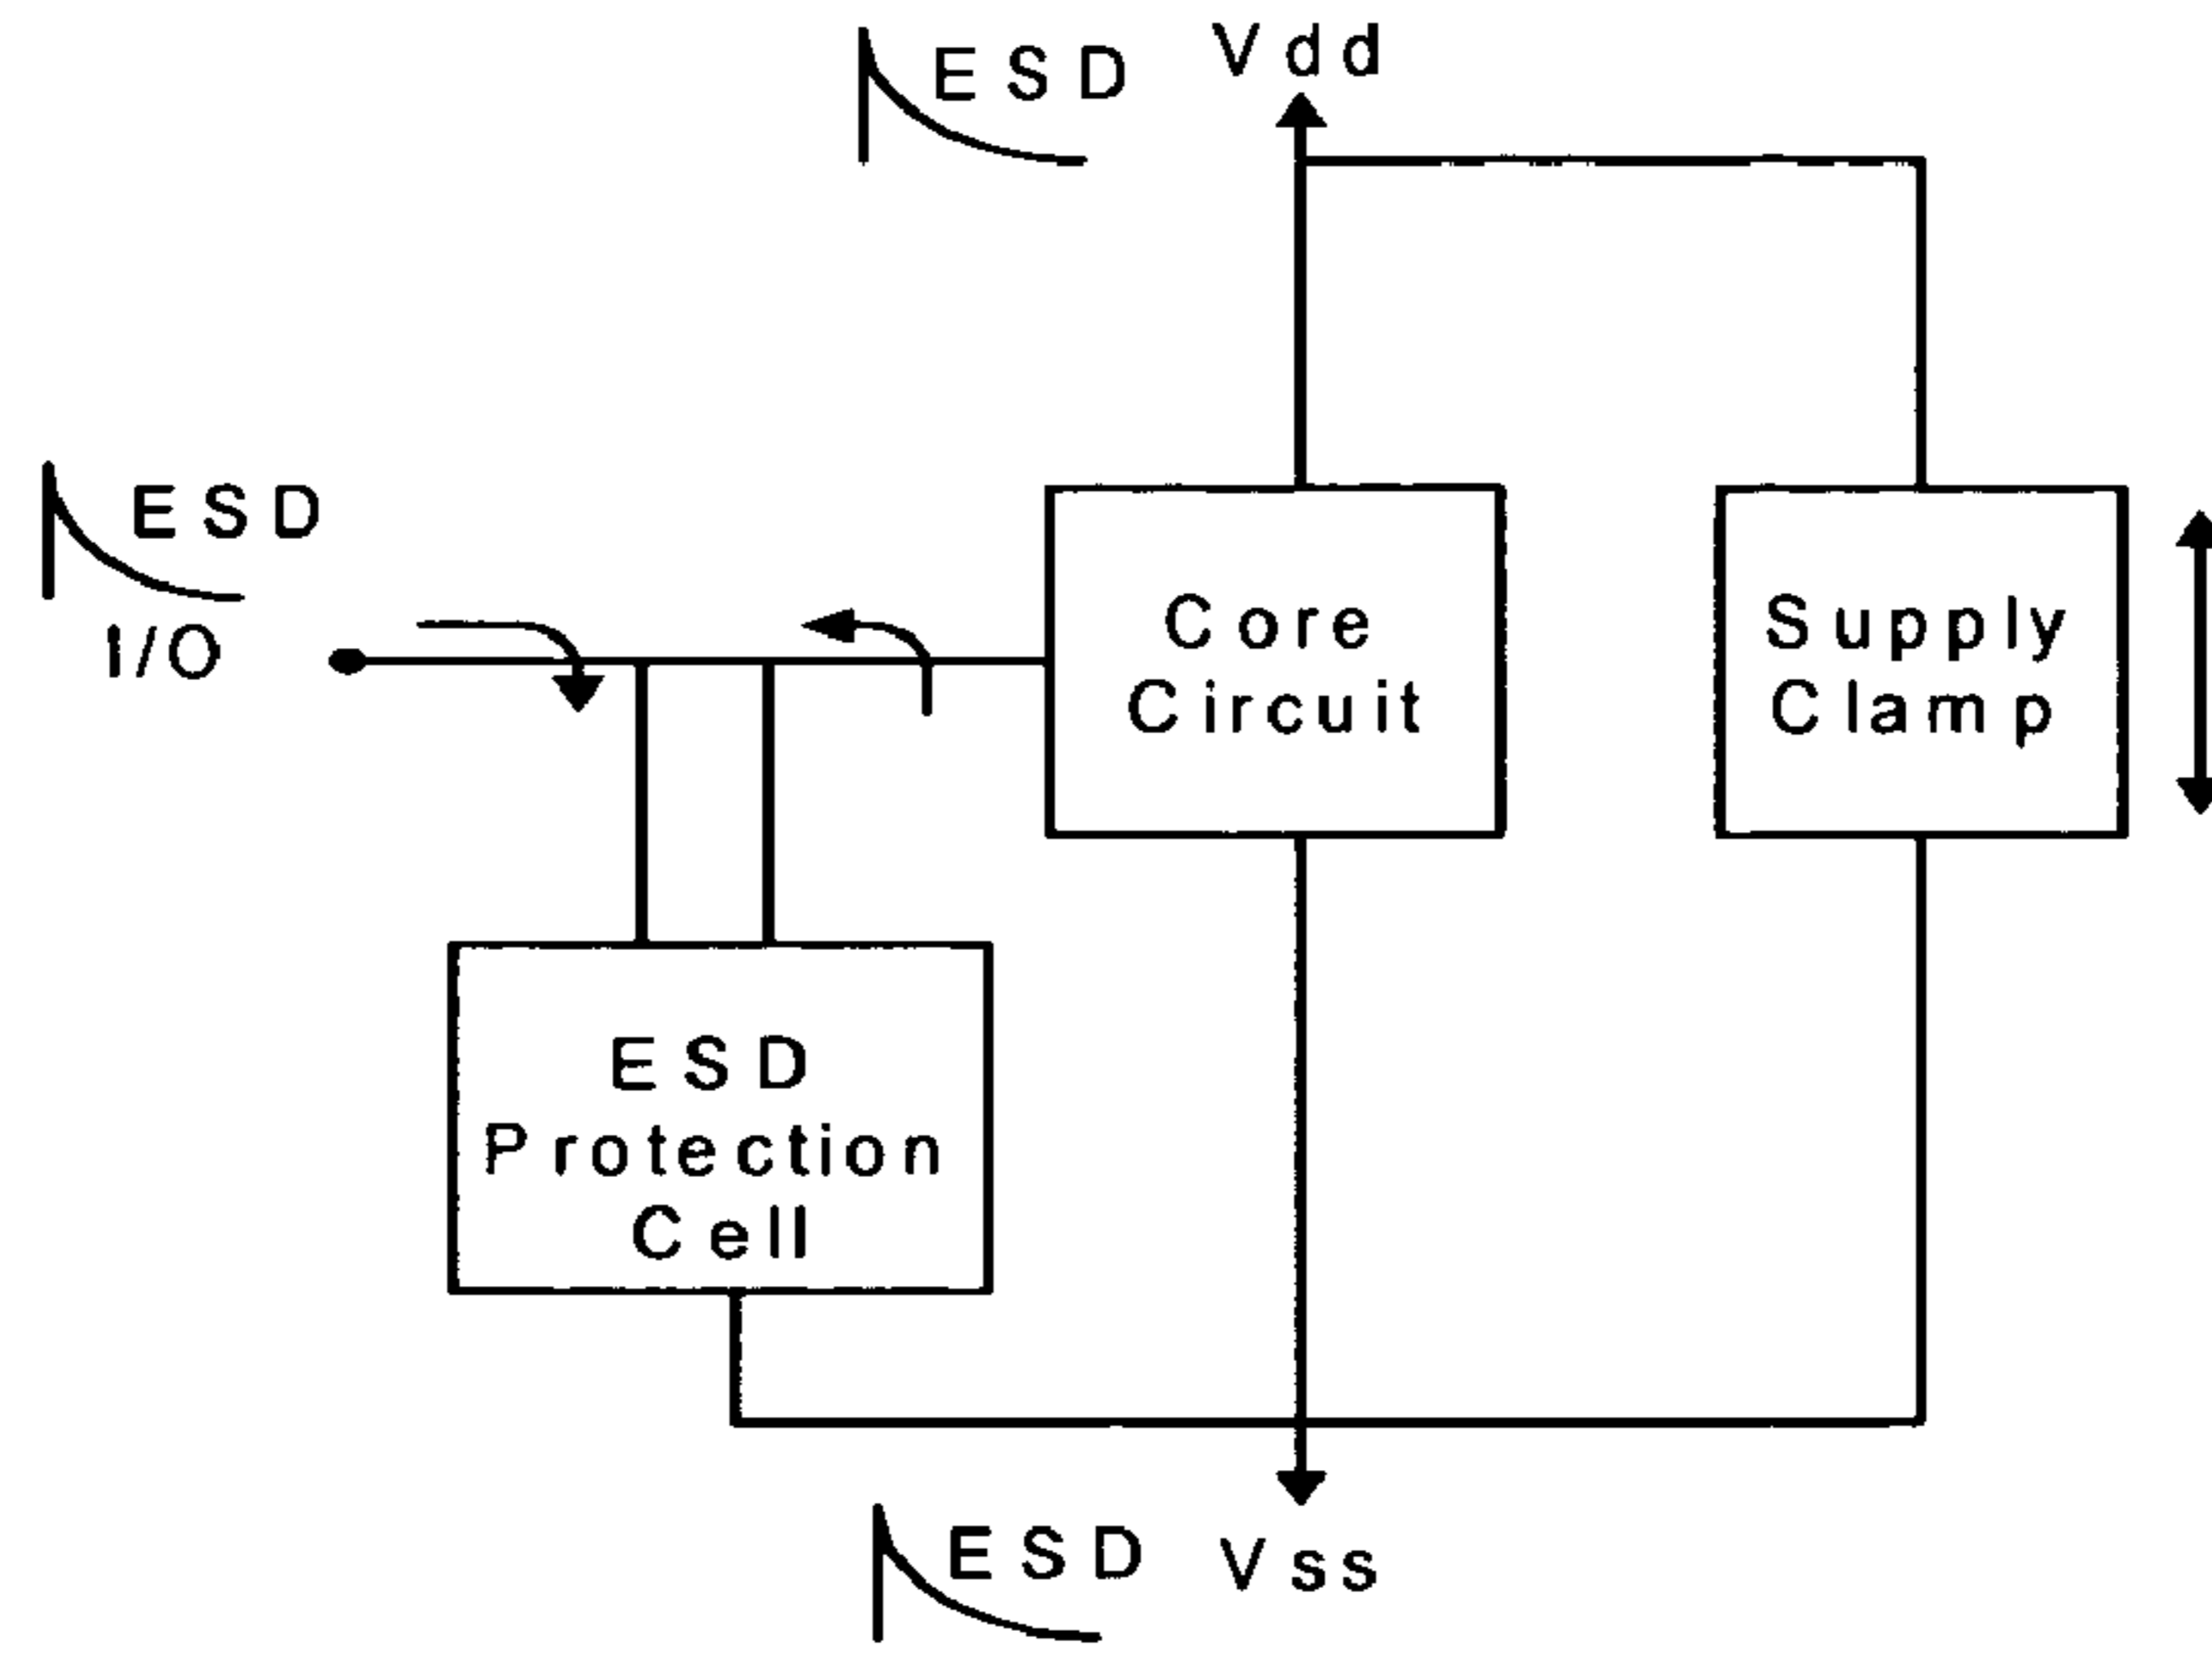 ESD Vdd
ESD
I/O
Core
Circuit
Supply
Clamp
ESD
Protection
Cell
ESD Vss